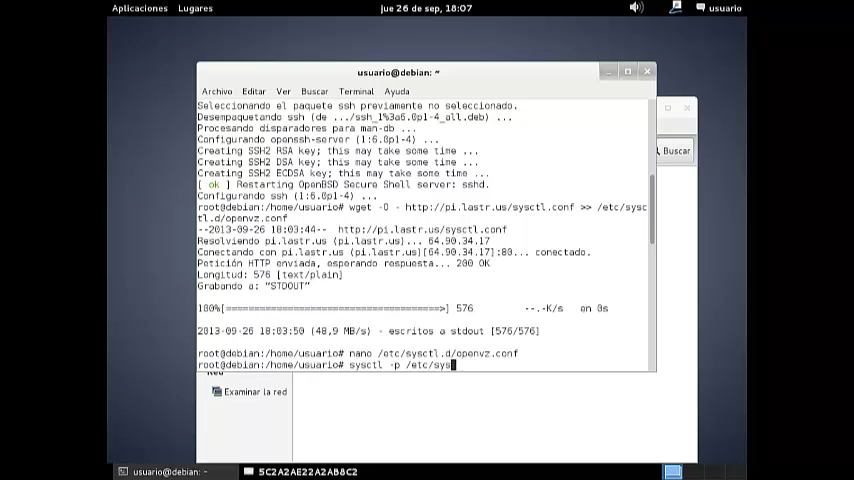 Aplicaciones Lugares jue 26 de sep, 18:07 usuario
usuario@debian: ~
Archivo Editar Ver Buscar Terminal Ayuda
Seleccionando el paquete ssh previamente no seleccionado.
Desempaquetando ssh (de .../ssh_1%3a6.0p1-4_all.deb) ...
Procesando disparadores para man-db ...
Configurando openssh-server (1:6.0p1-4) ...
Creating SSH2 RSA key; this may take some time ...
Creating SSH2 DSA key; this may take some time ...
Creating SSH2 ECDSA key; this may take some time ...
[ ok ] Restarting OpenBSD Secure Shell server: sshd.
Configurando ssh (1:6.0p1-4) ...
root@debian:/home/usuario# wget -O - http://pi.lastr.us/sysctl.conf >> /etc/sysc
tl.d/openvz.conf
--2013-09-26 18:03:44-- http://pi.lastr.us/sysctl.conf
Resolviendo pi.lastr.us (pi.lastr.us)... 64.90.34.17
Conectando con pi.lastr.us (pi.lastr.us)[64.90.34.17]:80... conectado.
Petición HTTP enviada, esperando respuesta... 200 OK
Longitud: 576 [text/plain]
Grabando a: “STDOUT”
100%[======================================>] 576 --.-K/s en 0s
2013-09-26 18:03:50 (48,9 MB/s) - escritos a stdout [576/576]
root@debian:/home/usuario# nano /etc/sysctl.d/openvz.conf
root@debian:/home/usuario# sysctl -p /etc/sys
Buscar
Red
Examinar la red
usuario@debian: ~ 5C2A2AE22A2AB8C2